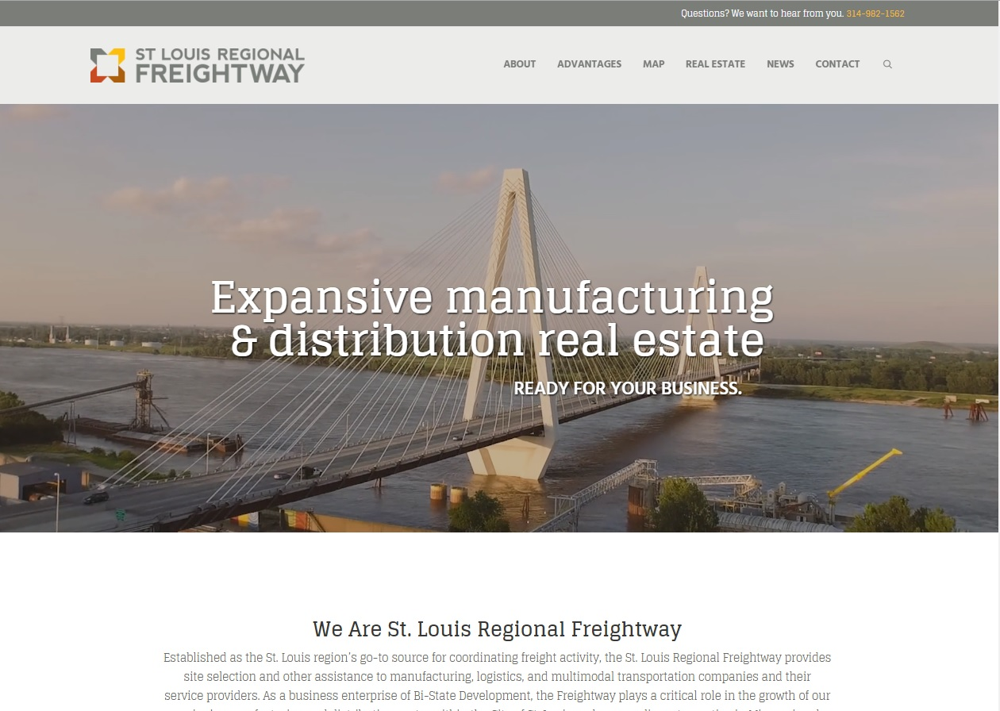 Questions? We want to hear from you. 314-982-1562
ST LOUIS REGIONAL
FREIGHTWAY
ABOUT ADVANTAGES MAP REAL ESTATE NEWS CONTACT
Expansive manufacturing
& distribution real estate
READY FOR YOUR BUSINESS.
We Are St. Louis Regional Freightway
Established as the St. Louis region’s go-to source for coordinating freight activity, the St. Louis Regional Freightway provides
site selection and other assistance to manufacturing, logistics, and multimodal transportation companies and their
service providers. As a business enterprise of Bi-State Development, the Freightway plays a critical role in the growth of our